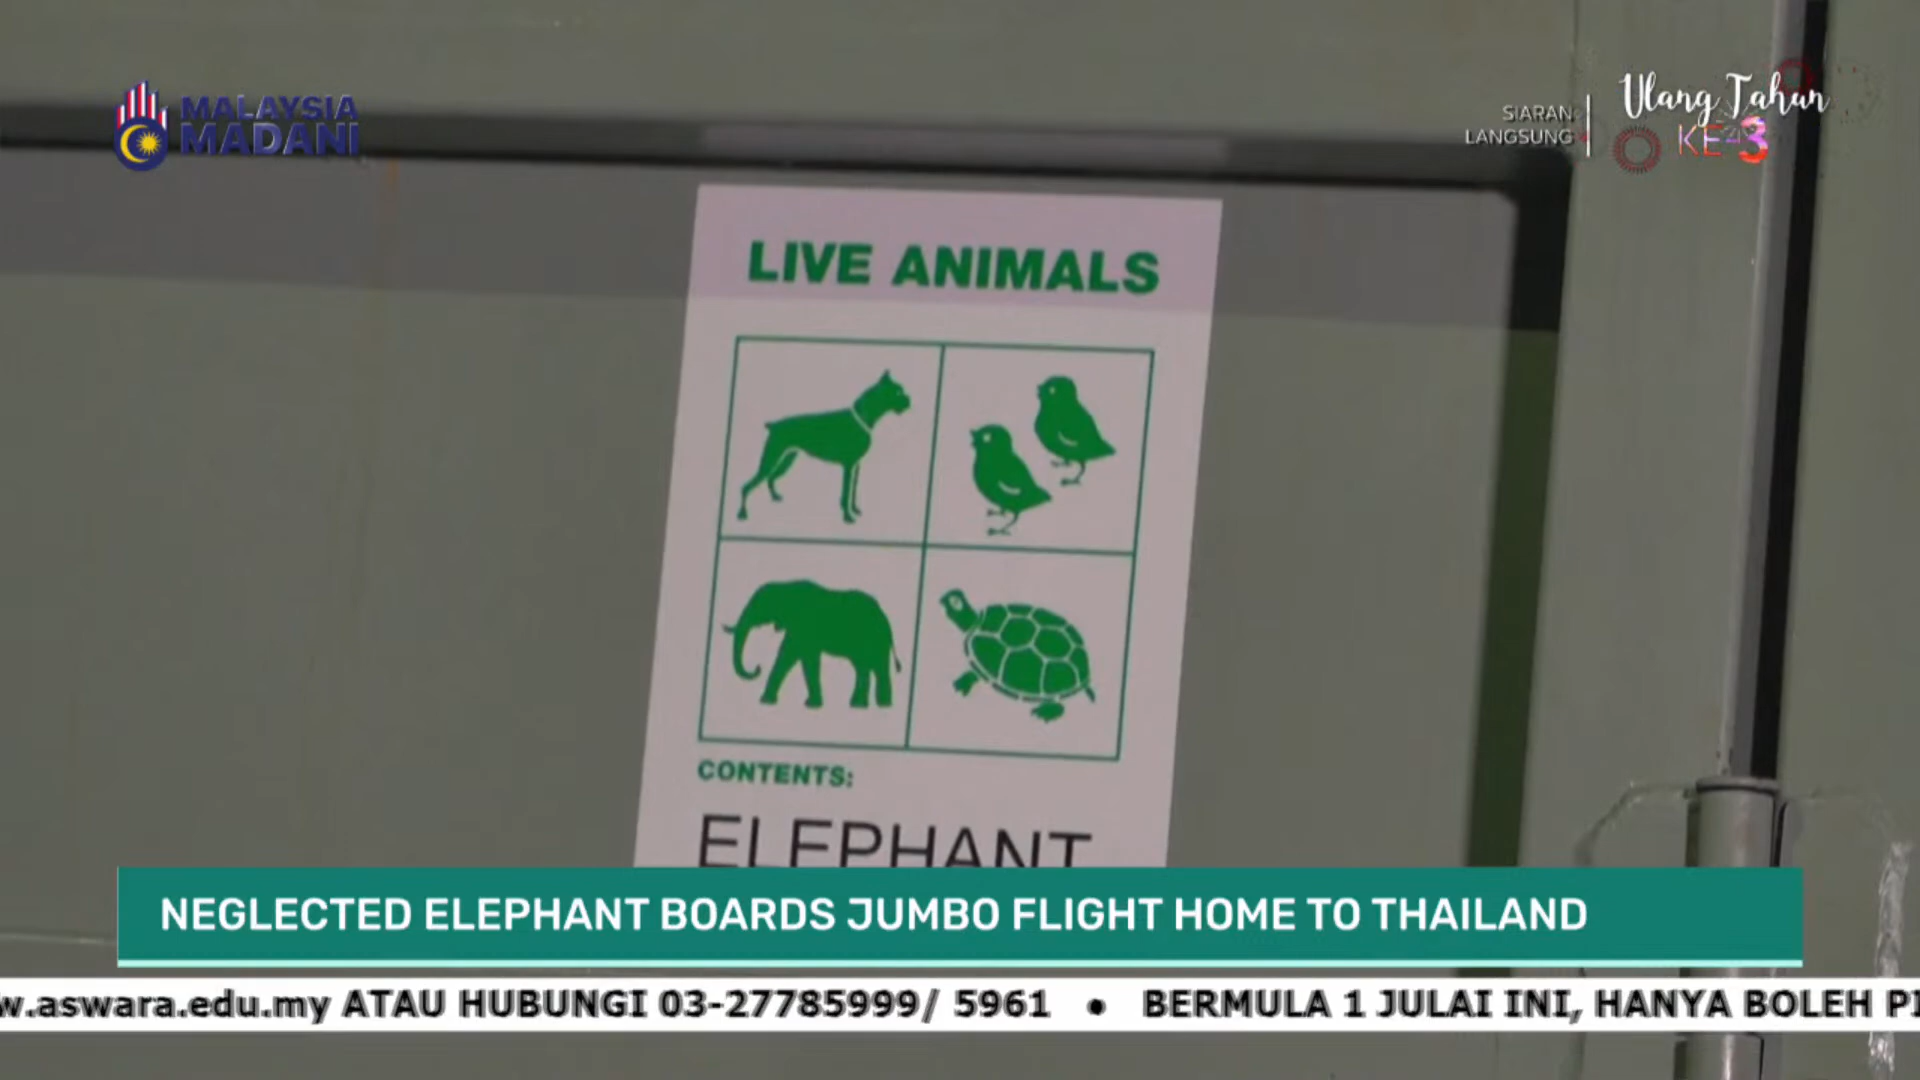 MALAYSIA
MADANI
SIARAN
LANGSUNG
Ulang Tahun
KE 3
LIVE ANIMALS
CONTENTS:
ELEPHANT
NEGLECTED ELEPHANT BOARDS JUMBO FLIGHT HOME TO THAILAND
w.aswara.edu.my ATAU HUBUNGI 03-27785999/ 5961 • BERMULA 1 JULAI INI, HANYA BOLEH